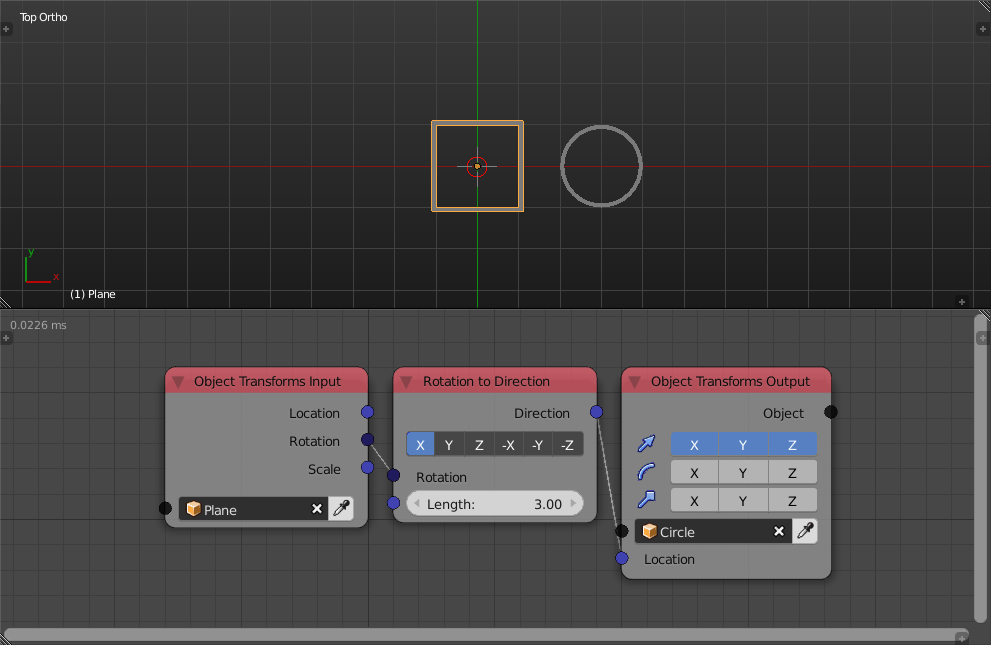 Top Ortho
y
x
(1) Plane
0.0226 ms
Object Transforms Input
Location
Rotation
Scale
Plane
Rotation to Direction
Direction
X Y Z -X -Y -Z
Rotation
Length: 3.00
Object Transforms Output
Object
X Y Z
X Y Z
X Y Z
Circle
Location